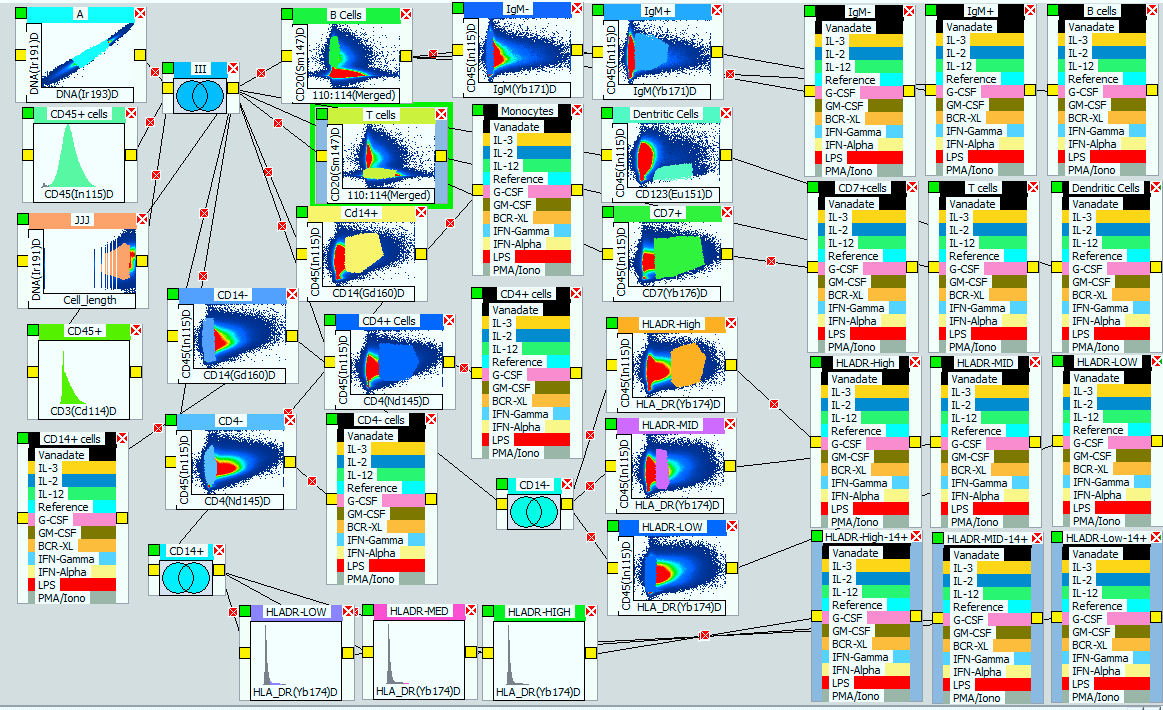 A
DNA(Ir191)D
DNA(Ir193)D
III
B Cells
CD20(Sm147)D
110:114(Merged)
IgM-
CD45(In115)D
IgM(Yb171)D
IgM+
CD45(In115)D
IgM(Yb171)D
IgM-
Vanadate
IL-3
IL-2
IL-12
Reference
G-CSF
GM-CSF
BCR-XL
IFN-Gamma
IFN-Alpha
LPS
PMA/Iono
IgM+
Vanadate
IL-3
IL-2
IL-12
Reference
G-CSF
GM-CSF
BCR-XL
IFN-Gamma
IFN-Alpha
LPS
PMA/Iono
B cells
Vanadate
IL-3
IL-2
IL-12
Reference
G-CSF
GM-CSF
BCR-XL
IFN-Gamma
IFN-Alpha
LPS
PMA/Iono
CD45+ cells
CD45(In115)D
T cells
CD20(Sm147)D
110:114(Merged)
Monocytes
Vanadate
IL-3
IL-2
IL-12
Reference
G-CSF
GM-CSF
BCR-XL
IFN-Gamma
IFN-Alpha
LPS
PMA/Iono
Dentritic Cells
CD45(In115)D
CD123(Eu151)D
CD7+cells
Vanadate
IL-3
IL-2
IL-12
Reference
G-CSF
GM-CSF
BCR-XL
IFN-Gamma
IFN-Alpha
LPS
PMA/Iono
T cells
Vanadate
IL-3
IL-2
IL-12
Reference
G-CSF
GM-CSF
BCR-XL
IFN-Gamma
IFN-Alpha
LPS
PMA/Iono
Dendritic Cells
Vanadate
IL-3
IL-2
IL-12
Reference
G-CSF
GM-CSF
BCR-XL
IFN-Gamma
IFN-Alpha
LPS
PMA/Iono
JJJ
DNA(Ir191)D
Cell_length
Cd14+
CD45(In115)D
CD14(Gd160)D
CD7+
CD45(In115)D
CD7(Yb176)D
CD14-
CD45(In115)D
CD14(Gd160)D
CD4+ Cells
CD45(In115)D
CD4(Nd145)D
CD4+ cells
Vanadate
IL-3
IL-2
IL-12
Reference
G-CSF
GM-CSF
BCR-XL
IFN-Gamma
IFN-Alpha
LPS
PMA/Iono
HLADR-High
CD45(In115)D
HLA_DR(Yb174)D
HLADR-High
Vanadate
IL-3
IL-2
IL-12
Reference
G-CSF
GM-CSF
BCR-XL
IFN-Gamma
IFN-Alpha
LPS
PMA/Iono
HLADR-MID
Vanadate
IL-3
IL-2
IL-12
Reference
G-CSF
GM-CSF
BCR-XL
IFN-Gamma
IFN-Alpha
LPS
PMA/Iono
HLADR-LOW
Vanadate
IL-3
IL-2
IL-12
Reference
G-CSF
GM-CSF
BCR-XL
IFN-Gamma
IFN-Alpha
LPS
PMA/Iono
CD45+
CD3(Cd114)D
CD14+ cells
Vanadate
IL-3
IL-2
IL-12
Reference
G-CSF
GM-CSF
BCR-XL
IFN-Gamma
IFN-Alpha
LPS
PMA/Iono
CD4-
CD45(In115)D
CD4(Nd145)D
CD4- cells
Vanadate
IL-3
IL-2
IL-12
Reference
G-CSF
GM-CSF
BCR-XL
IFN-Gamma
IFN-Alpha
LPS
PMA/Iono
HLADR-MID
CD45(In115)D
HLA_DR(Yb174)D
CD14-
HLADR-LOW
CD45(In115)D
HLA_DR(Yb174)D
HLADR-High-14+
Vanadate
IL-3
IL-2
IL-12
Reference
G-CSF
GM-CSF
BCR-XL
IFN-Gamma
IFN-Alpha
LPS
PMA/Iono
HLADR-MID-14+
Vanadate
IL-3
IL-2
IL-12
Reference
G-CSF
GM-CSF
BCR-XL
IFN-Gamma
IFN-Alpha
LPS
PMA/Iono
HLADR-Low-14+
Vanadate
IL-3
IL-2
IL-12
Reference
G-CSF
GM-CSF
BCR-XL
IFN-Gamma
IFN-Alpha
LPS
PMA/Iono
CD14+
HLADR-LOW
HLA_DR(Yb174)D
HLADR-MED
HLA_DR(Yb174)D
HLADR-HIGH
HLA_DR(Yb174)D